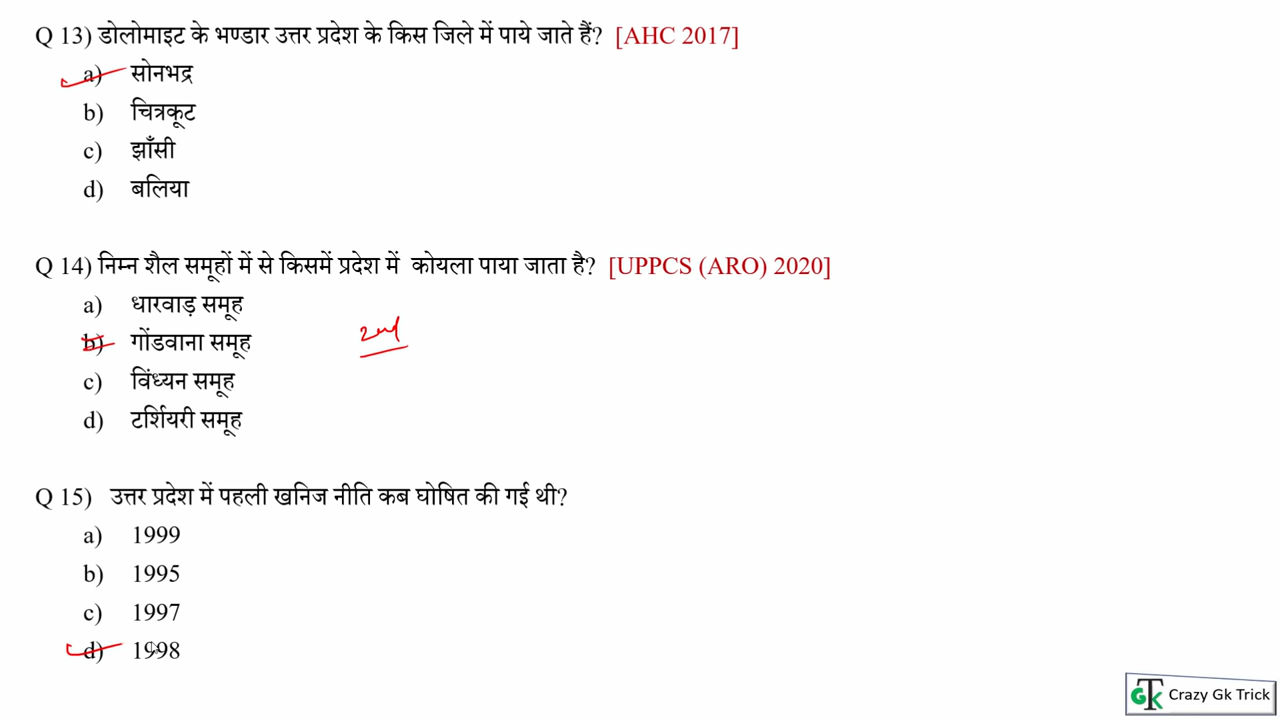 Q 13) डोलोमाइट के भण्डार उत्तर प्रदेश के किस जिले में पाये जाते हैं? [AHC 2017]
a) सोनभद्र
b) चित्रकूट
c) झाँसी
d) बलिया
Q 14) निम्न शैल समूहों में से किसमें प्रदेश में कोयला पाया जाता है? [UPPCS (ARO) 2020]
a) धारवाड़ समूह
b) गोंडवाना समूह
c) विंध्यन समूह
d) टर्शियरी समूह
Q 15) उत्तर प्रदेश में पहली खनिज नीति कब घोषित की गई थी?
a) 1999
b) 1995
c) 1997
d) 1998
GTK Crazy Gk Trick